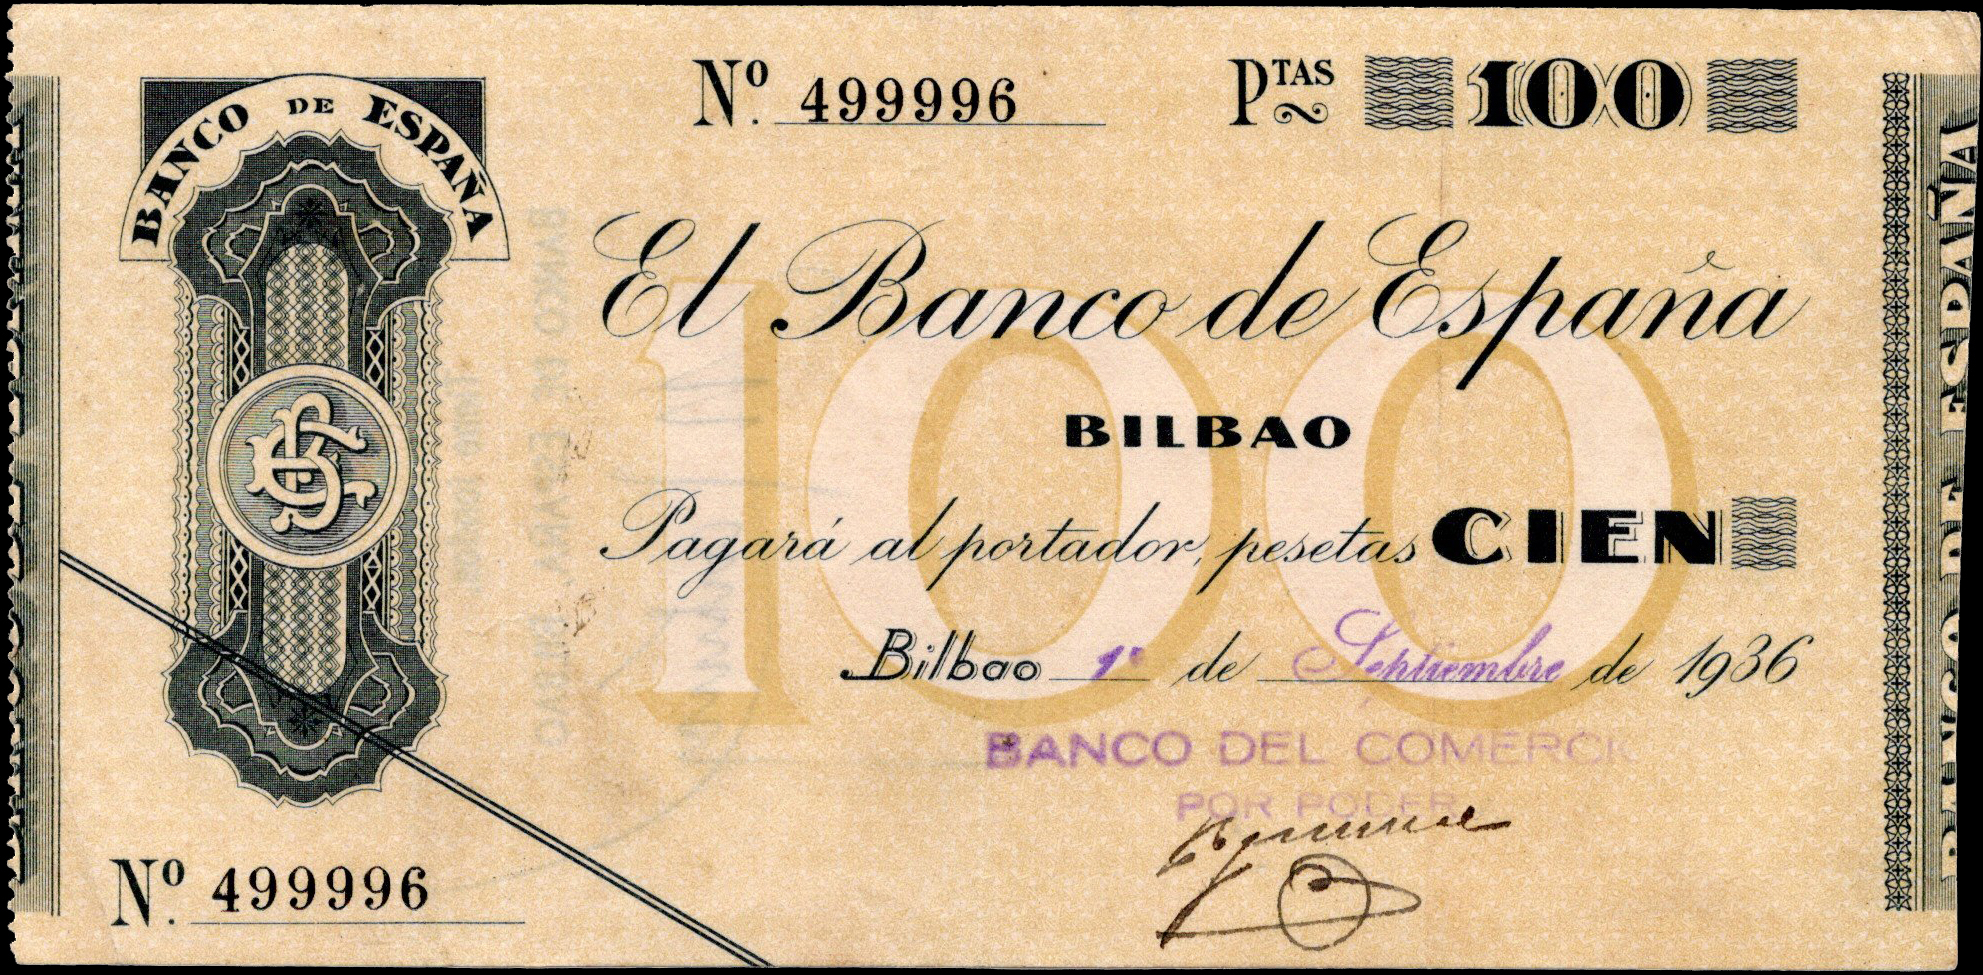 BANCO DE ESPAÑA
Nº. 499996
PTAS 100
El Banco de España
BILBAO
Pagará al portador, pesetas CIEN
Bilbao 1º de Septiembre de 1936
BANCO DEL COMERCIO
POR PODER
Nº. 499996
BANCO DE ESPAÑA